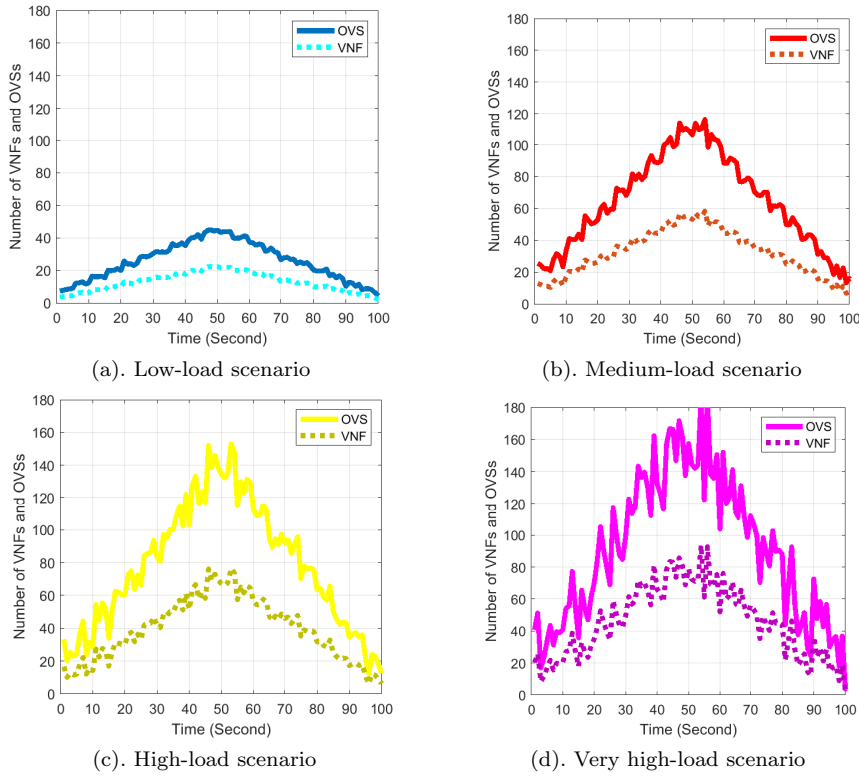 180
160
140
120
100
80
60
40
20
0
Number of VNFs and OVSs
OVS
VNF
0 10 20 30 40 50 60 70 80 90 100
Time (Second)
(a). Low-load scenario
180
160
140
120
100
80
60
40
20
0
Number of VNFs and OVSs
OVS
VNF
0 10 20 30 40 50 60 70 80 90 100
Time (Second)
(b). Medium-load scenario
180
160
140
120
100
80
60
40
20
0
Number of VNFs and OVSs
OVS
VNF
0 10 20 30 40 50 60 70 80 90 100
Time (Second)
(c). High-load scenario
180
160
140
120
100
80
60
40
20
0
Number of VNFs and OVSs
OVS
VNF
0 10 20 30 40 50 60 70 80 90 100
Time (Second)
(d). Very high-load scenario